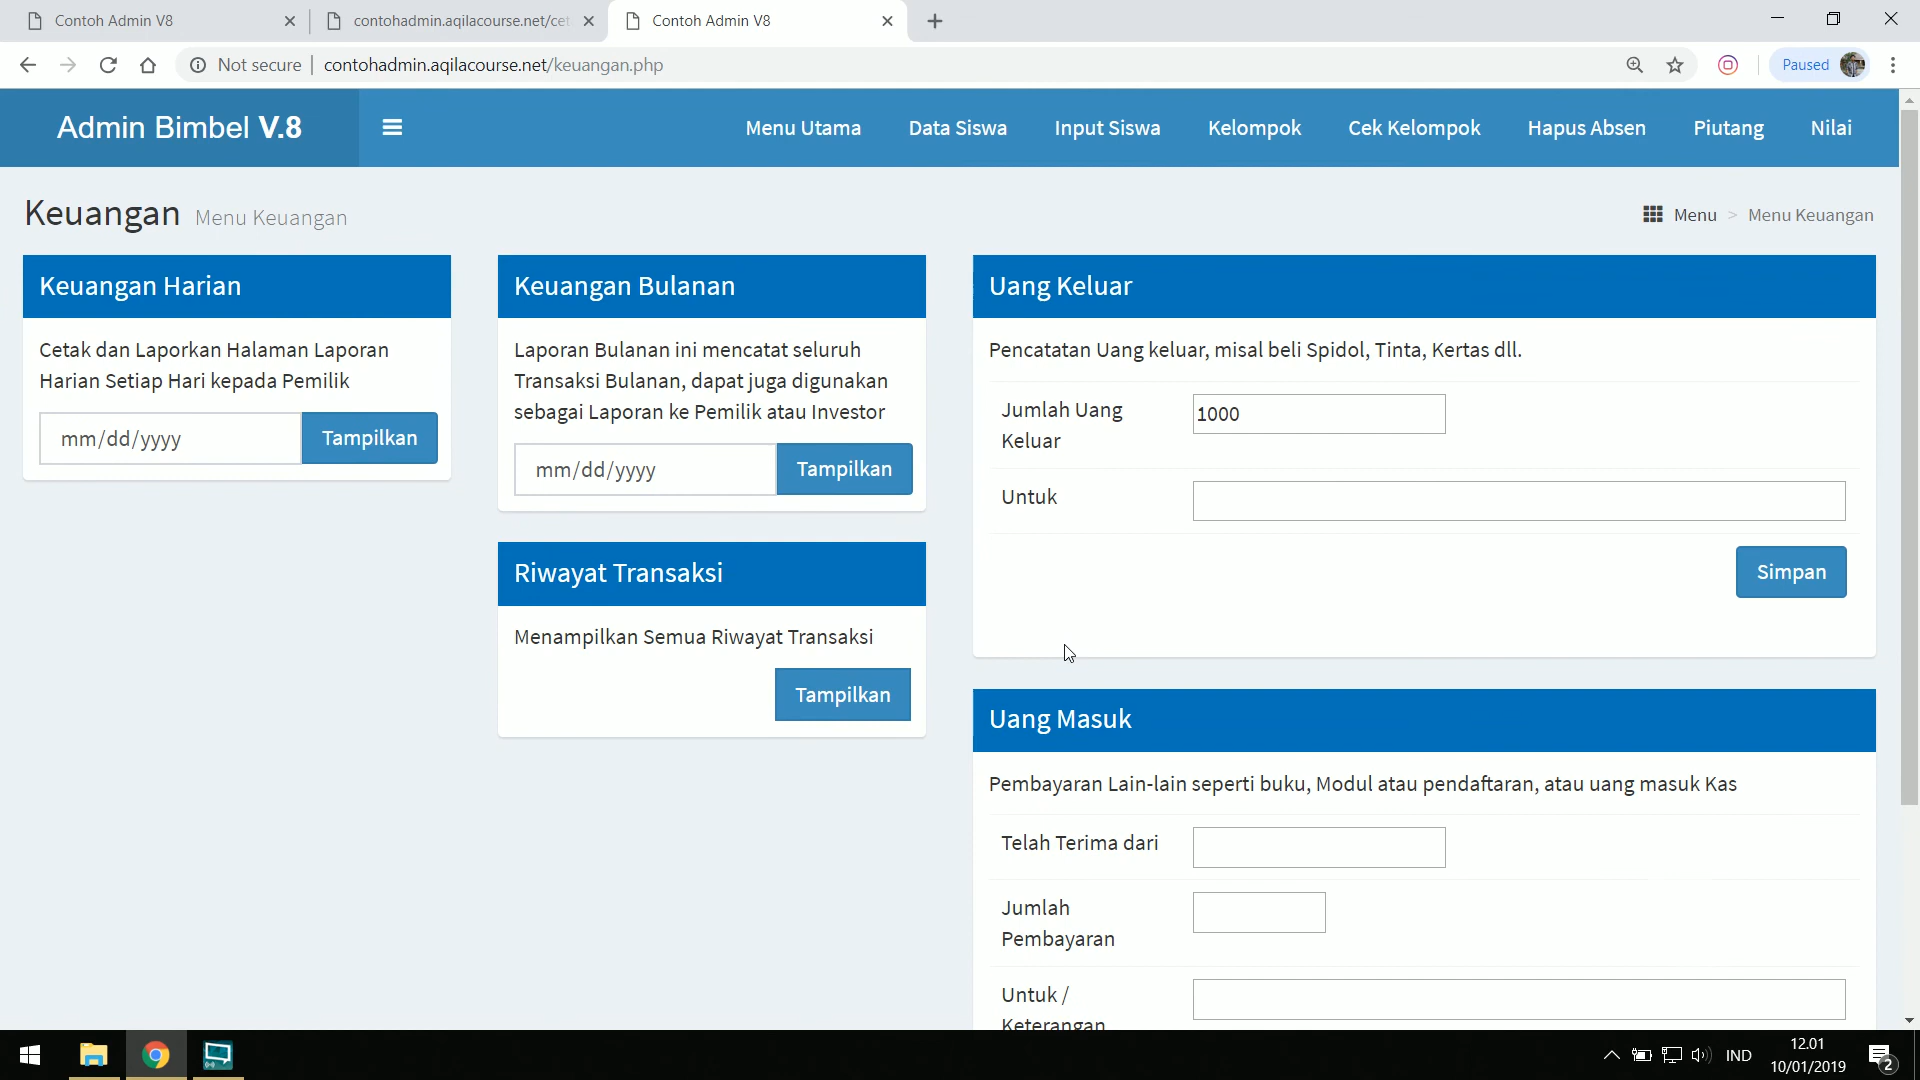 Contoh Admin V8
contohadmin.aqilacourse.net/cet
Contoh Admin V8
Not secure
contohadmin.aqilacourse.net/keuangan.php
Paused
Admin Bimbel V.8
Menu Utama
Data Siswa
Input Siswa
Kelompok
Cek Kelompok
Hapus Absen
Piutang
Nilai
Keuangan Menu Keuangan
Menu > Menu Keuangan
Keuangan Harian
Cetak dan Laporkan Halaman Laporan
Harian Setiap Hari kepada Pemilik
mm/dd/yyyy
Tampilkan
Keuangan Bulanan
Laporan Bulanan ini mencatat seluruh
Transaksi Bulanan, dapat juga digunakan
sebagai Laporan ke Pemilik atau Investor
mm/dd/yyyy
Tampilkan
Riwayat Transaksi
Menampilkan Semua Riwayat Transaksi
Tampilkan
Uang Keluar
Pencatatan Uang keluar, misal beli Spidol, Tinta, Kertas dll.
Jumlah Uang
Keluar
1000
Untuk
Simpan
Uang Masuk
Pembayaran Lain-lain seperti buku, Modul atau pendaftaran, atau uang masuk Kas
Telah Terima dari
Jumlah
Pembayaran
Untuk /
Keterangan
IND
12.01
10/01/2019
2